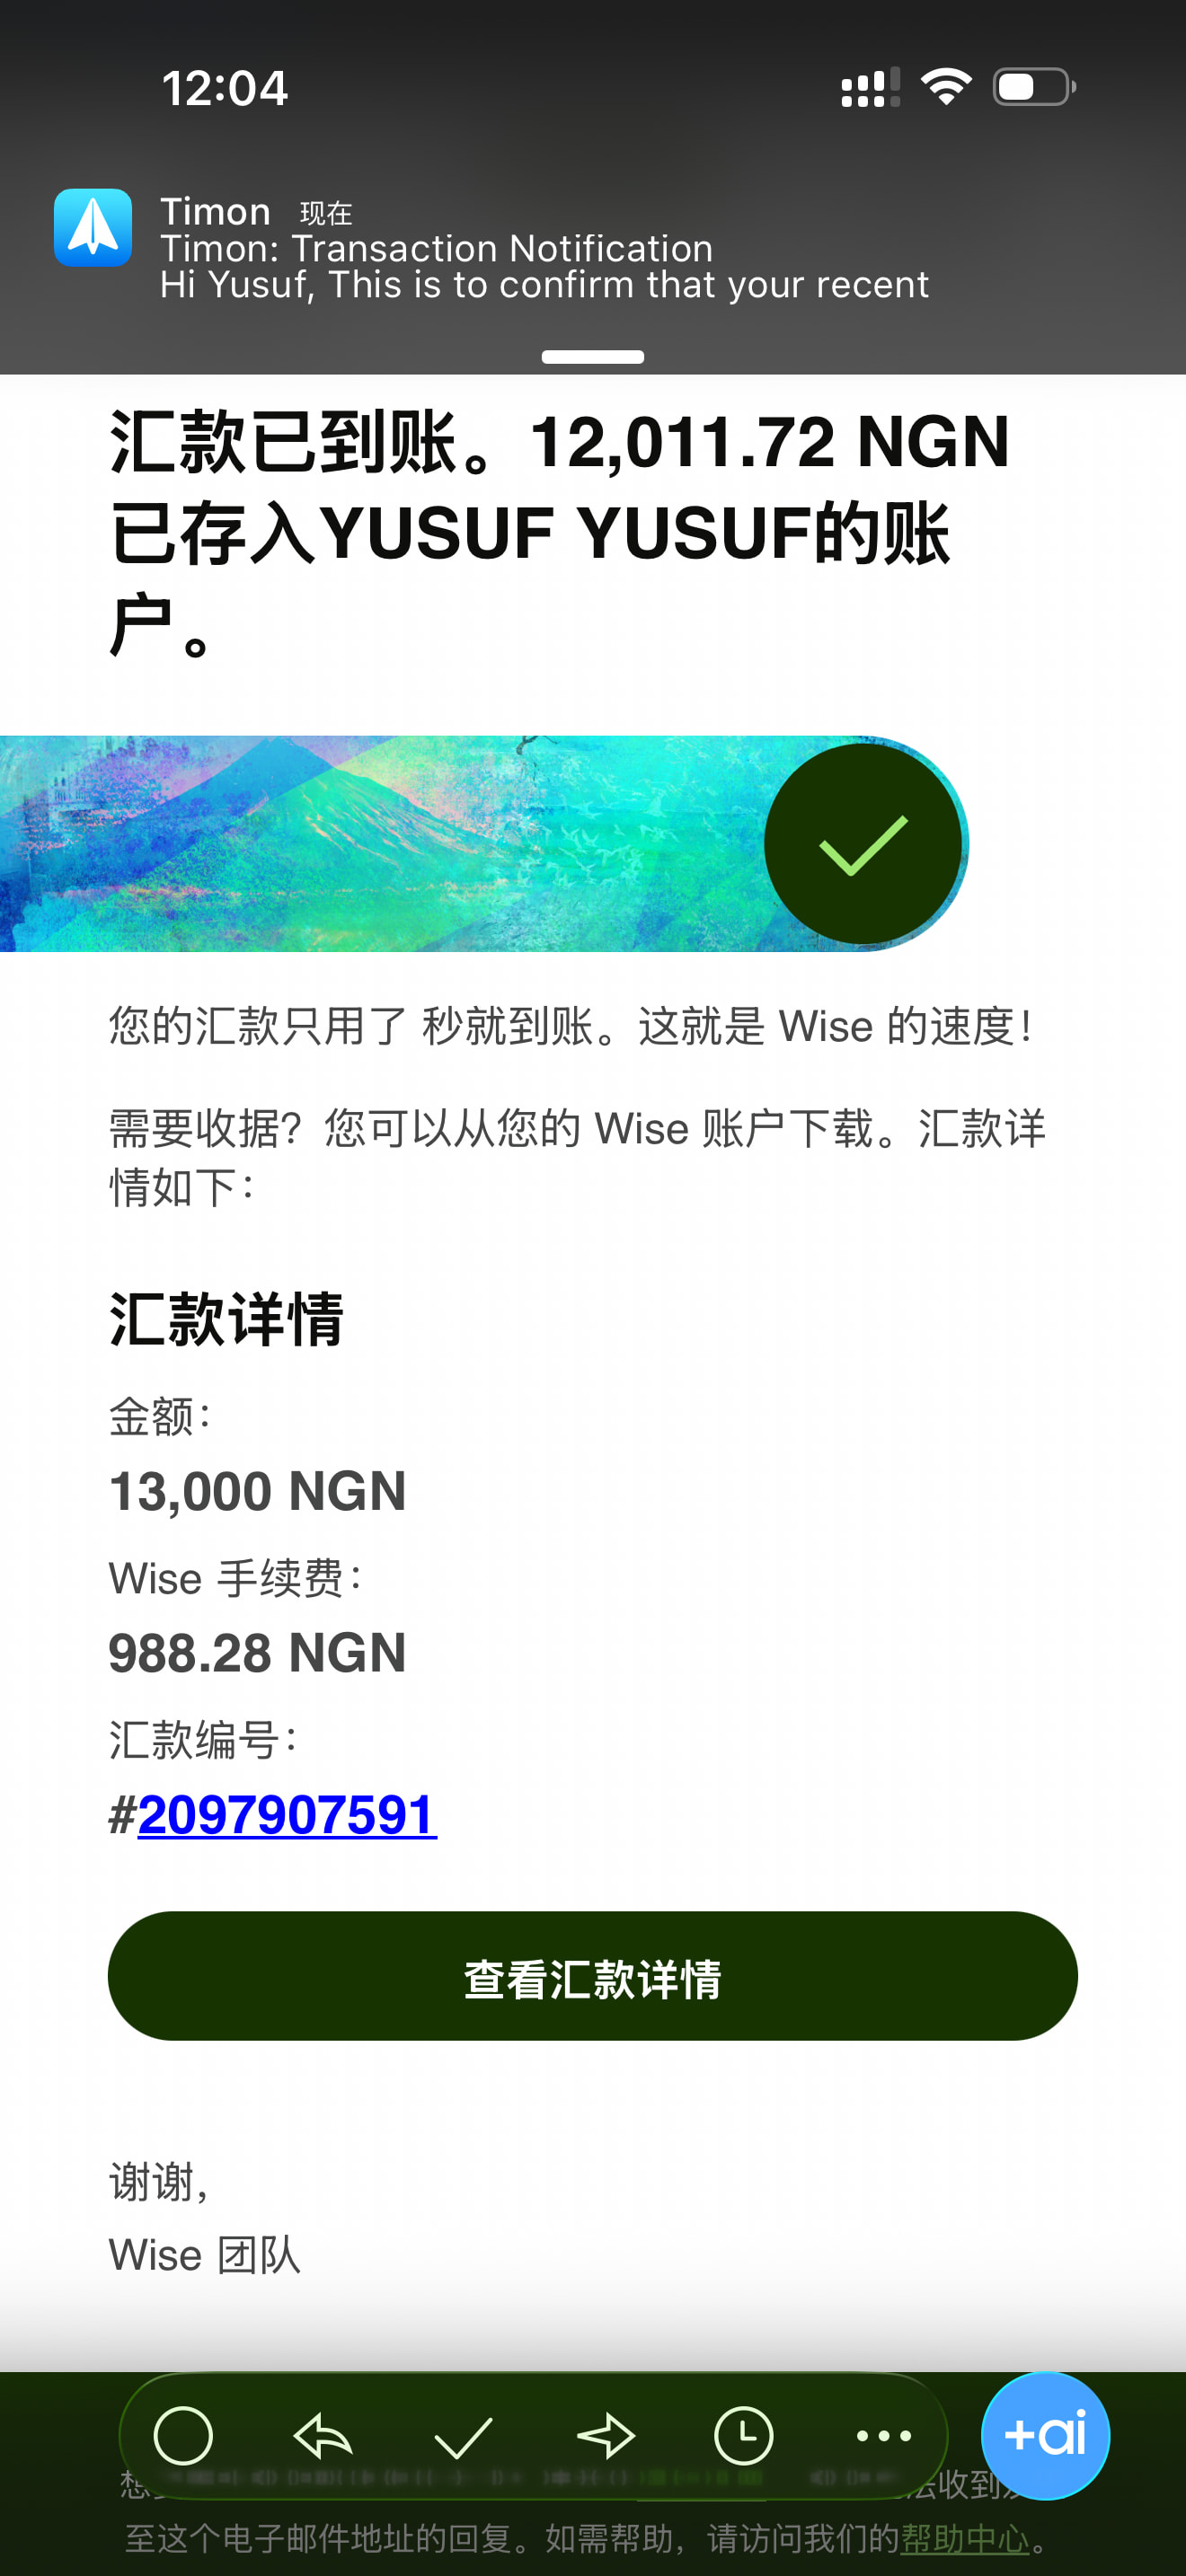 12:04
Timon 现在
Timon: Transaction Notification
Hi Yusuf, This is to confirm that your recent
汇款已到账。12,011.72 NGN
已存入YUSUF YUSUF的账
户。
您的汇款只用了 秒就到账。这就是 Wise 的速度！
需要收据？您可以从您的 Wise 账户下载。汇款详
情如下：
汇款详情
金额：
13,000 NGN
Wise 手续费：
988.28 NGN
汇款编号：
#2097907591
查看汇款详情
谢谢，
Wise 团队
+ai
想
法收到
至这个电子邮件地址的回复。如需帮助，请访问我们的帮助中心。